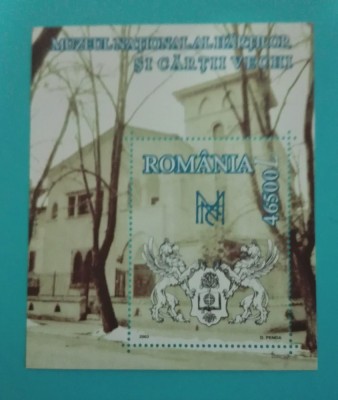 MUZEUL NAȚIONAL AL HĂRȚILOR
ȘI CĂRȚII VECHI
ROMÂNIA
46500 L